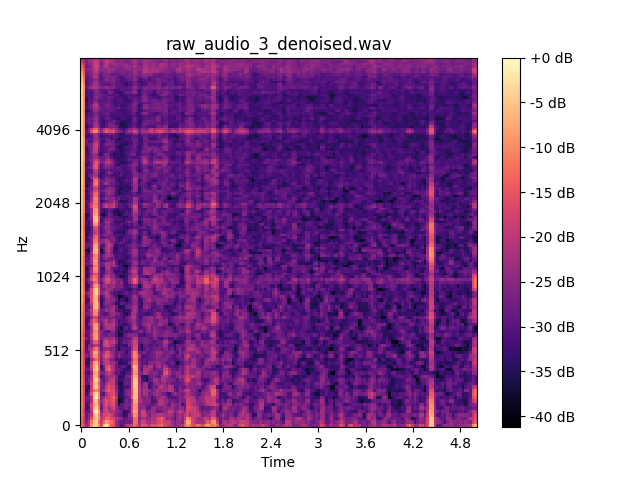 raw_audio_3_denoised.wav
+0 dB
-5 dB
-10 dB
-15 dB
-20 dB
-25 dB
-30 dB
-35 dB
-40 dB
4096
2048
1024
512
0
Hz
0 0.6 1.2 1.8 2.4 3 3.6 4.2 4.8
Time